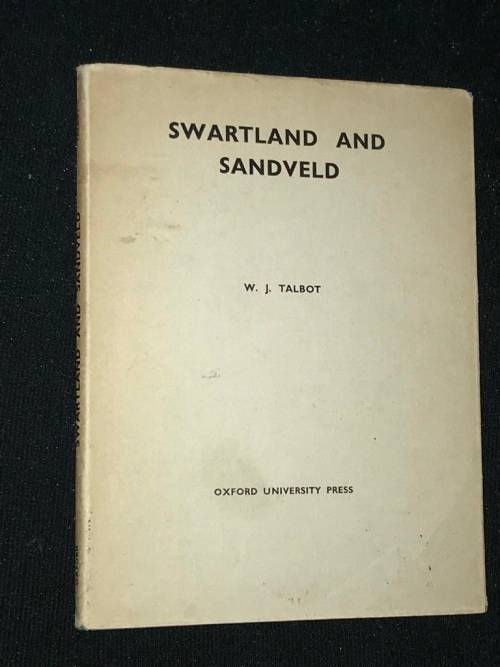 SWARTLAND AND
SANDVELD
W. J. TALBOT
OXFORD UNIVERSITY PRESS
SWARTLAND AND SANDVELD